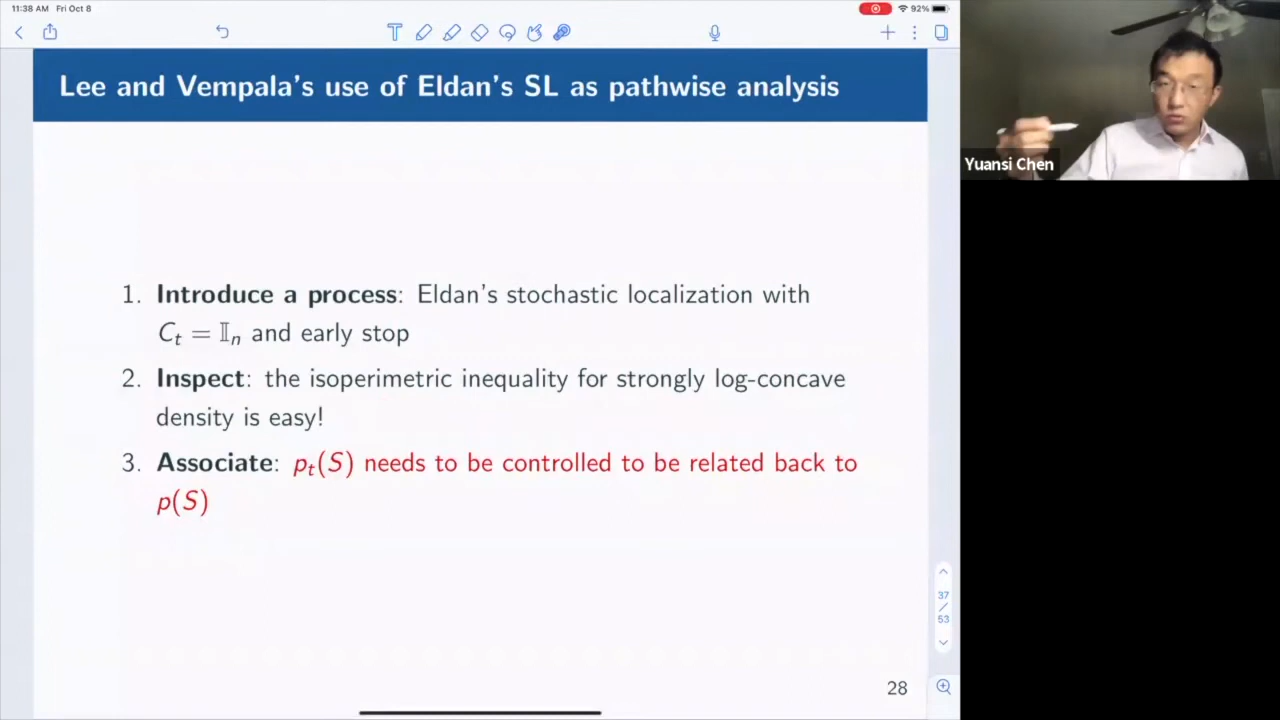 11:38 AM Fri Oct 8
92%
Lee and Vempala's use of Eldan's SL as pathwise analysis
Yuansi Chen
1. Introduce a process: Eldan's stochastic localization with
C_t = 𝕀_n and early stop
2. Inspect: the isoperimetric inequality for strongly log-concave
density is easy!
3. Associate: p_t(S) needs to be controlled to be related back to
p(S)
37
/
53
28